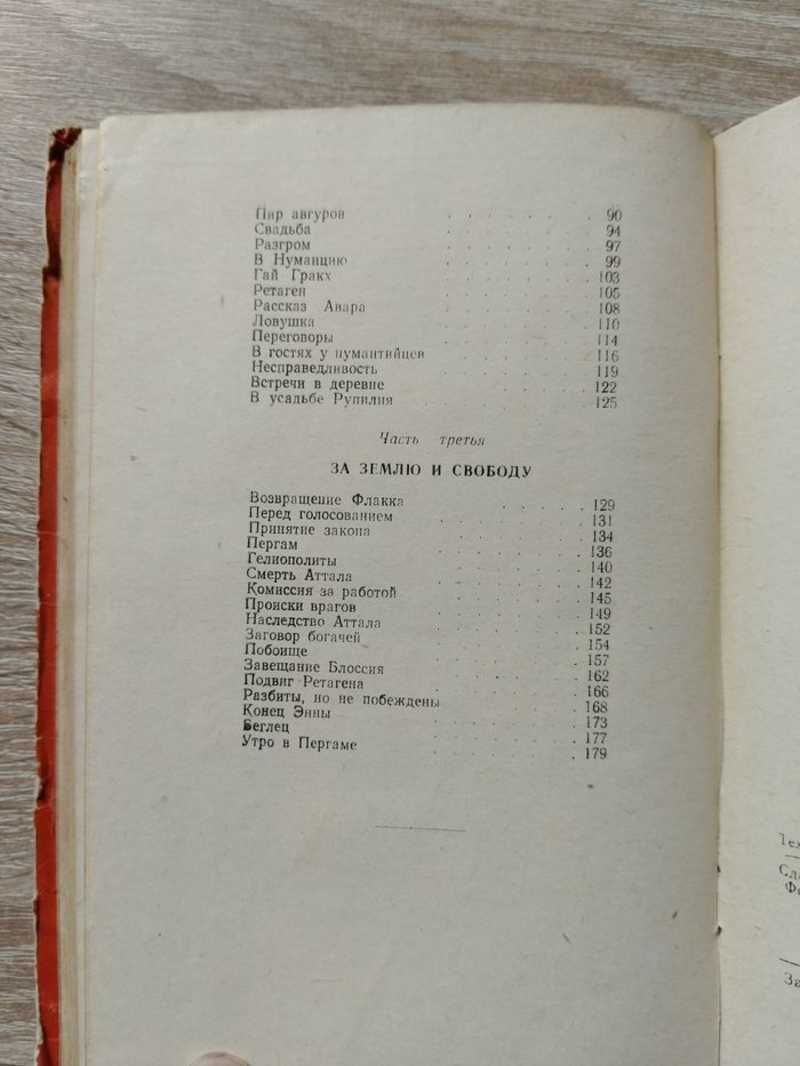 Пир авгуров 90
Свадьба 94
Разгром 97
В Нуманцию 99
Гай Гракх 103
Ретаген 105
Рассказ Авара 108
Ловушка 110
Переговоры 114
В гостях у нумантийцев 116
Несправедливость 119
Встречи в деревне 122
В усадьбе Рупилия 125
Часть третья
ЗА ЗЕМЛЮ И СВОБОДУ
Возвращение Флакка 129
Перед голосованием 131
Принятие закона 134
Пергам 136
Гелиополиты 140
Смерть Аттала 142
Комиссия за работой 145
Происки врагов 149
Наследство Аттала 152
Заговор богачей 154
Побоище 157
Завещание Блоссия 162
Подвиг Ретагена 166
Разбиты, но не побеждены 168
Конец Энны 173
Беглец 177
Утро в Пергаме 179